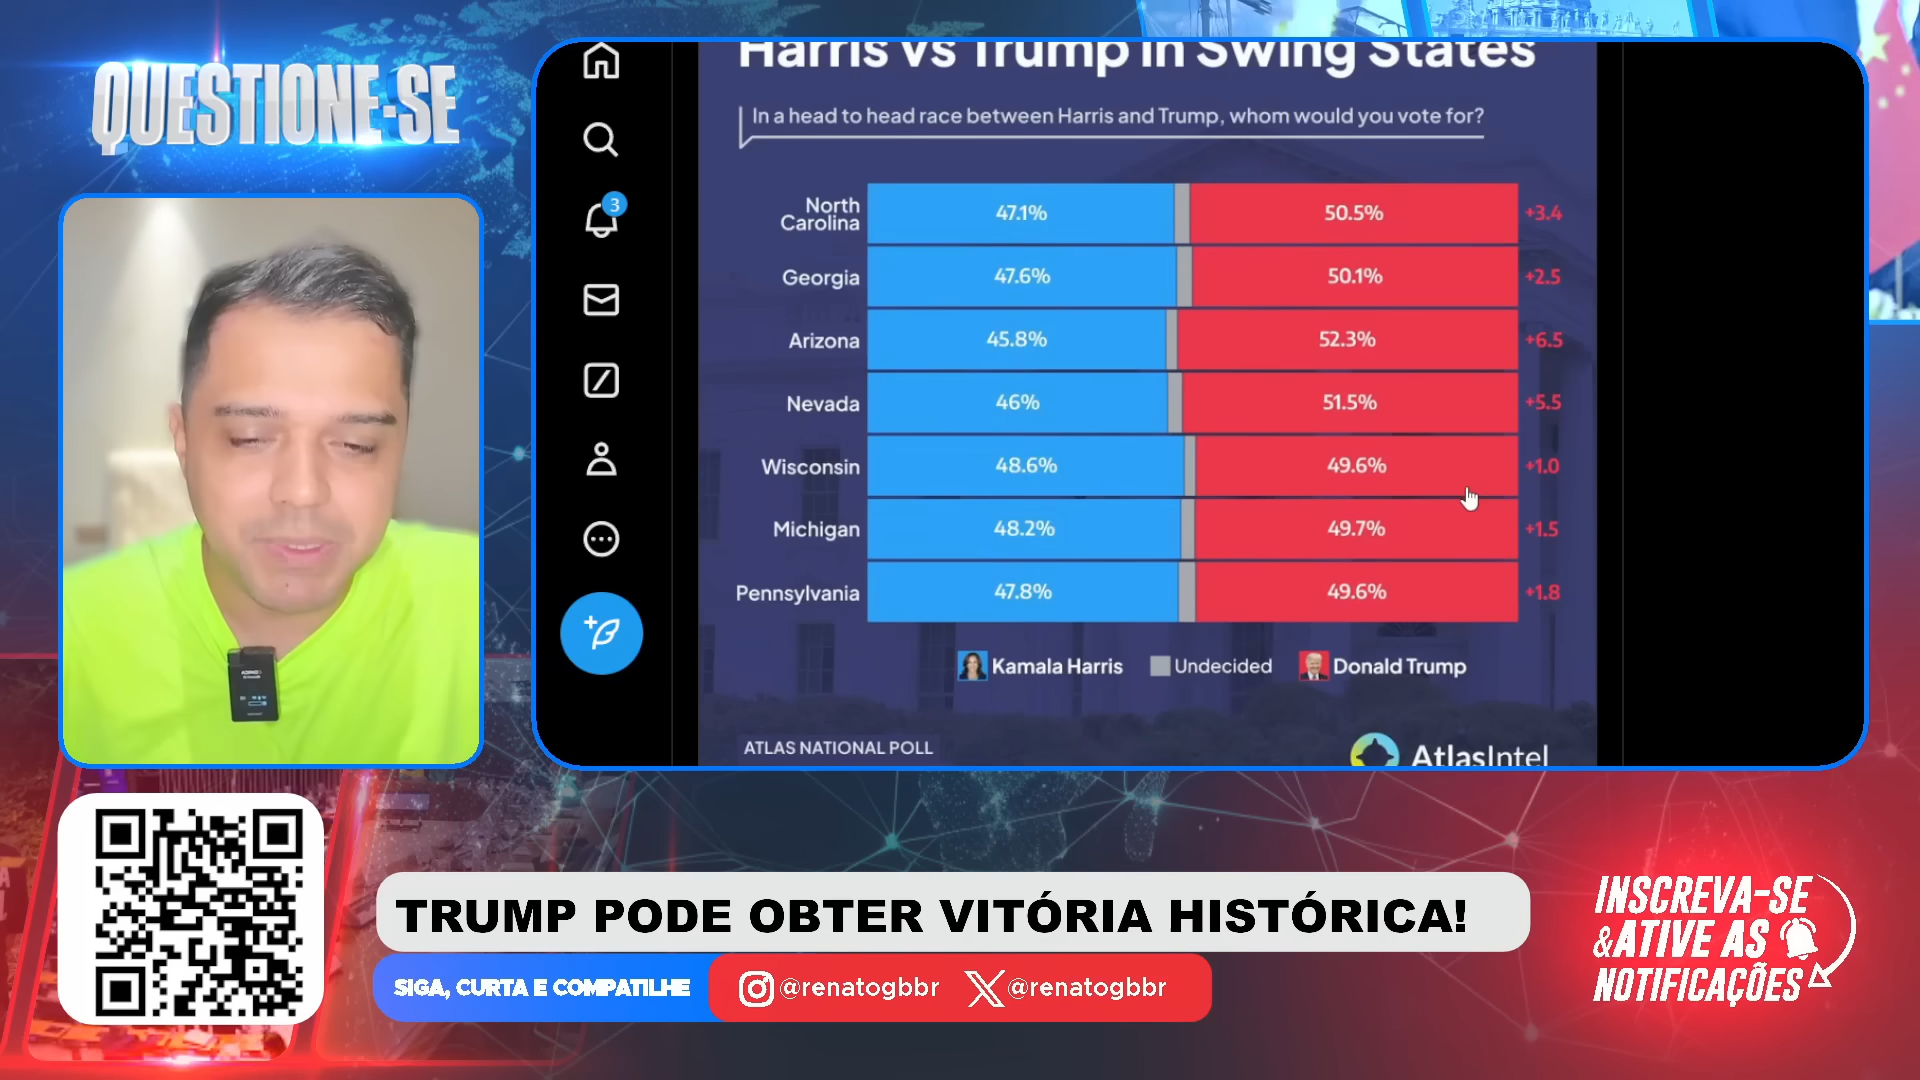 QUESTIONE-SE
Harris vs Trump in Swing States
In a head to head race between Harris and Trump, whom would you vote for?
3
North Carolina 47.1% 50.5% +3.4
Georgia 47.6% 50.1% +2.5
Arizona 45.8% 52.3% +6.5
Nevada 46% 51.5% +5.5
Wisconsin 48.6% 49.6% +1.0
Michigan 48.2% 49.7% +1.5
Pennsylvania 47.8% 49.6% +1.8
Kamala Harris Undecided Donald Trump
ATLAS NATIONAL POLL
AtlasIntel
TRUMP PODE OBTER VITÓRIA HISTÓRICA!
SIGA, CURTA E COMPATILHE @renatogbbr @renatogbbr
INSCREVA-SE
&ATIVE AS
NOTIFICAÇÕES